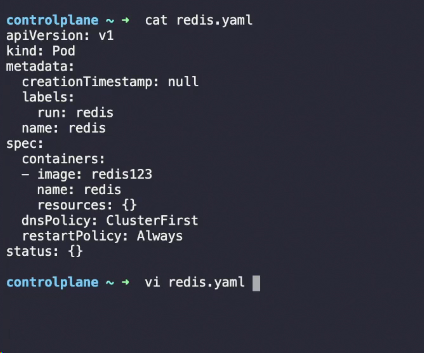 controlplane ~ ➜  cat redis.yaml
apiVersion: v1
kind: Pod
metadata:
  creationTimestamp: null
  labels:
    run: redis
  name: redis
spec:
  containers:
  - image: redis123
    name: redis
    resources: {}
  dnsPolicy: ClusterFirst
  restartPolicy: Always
status: {}
controlplane ~ ➜  vi redis.yaml